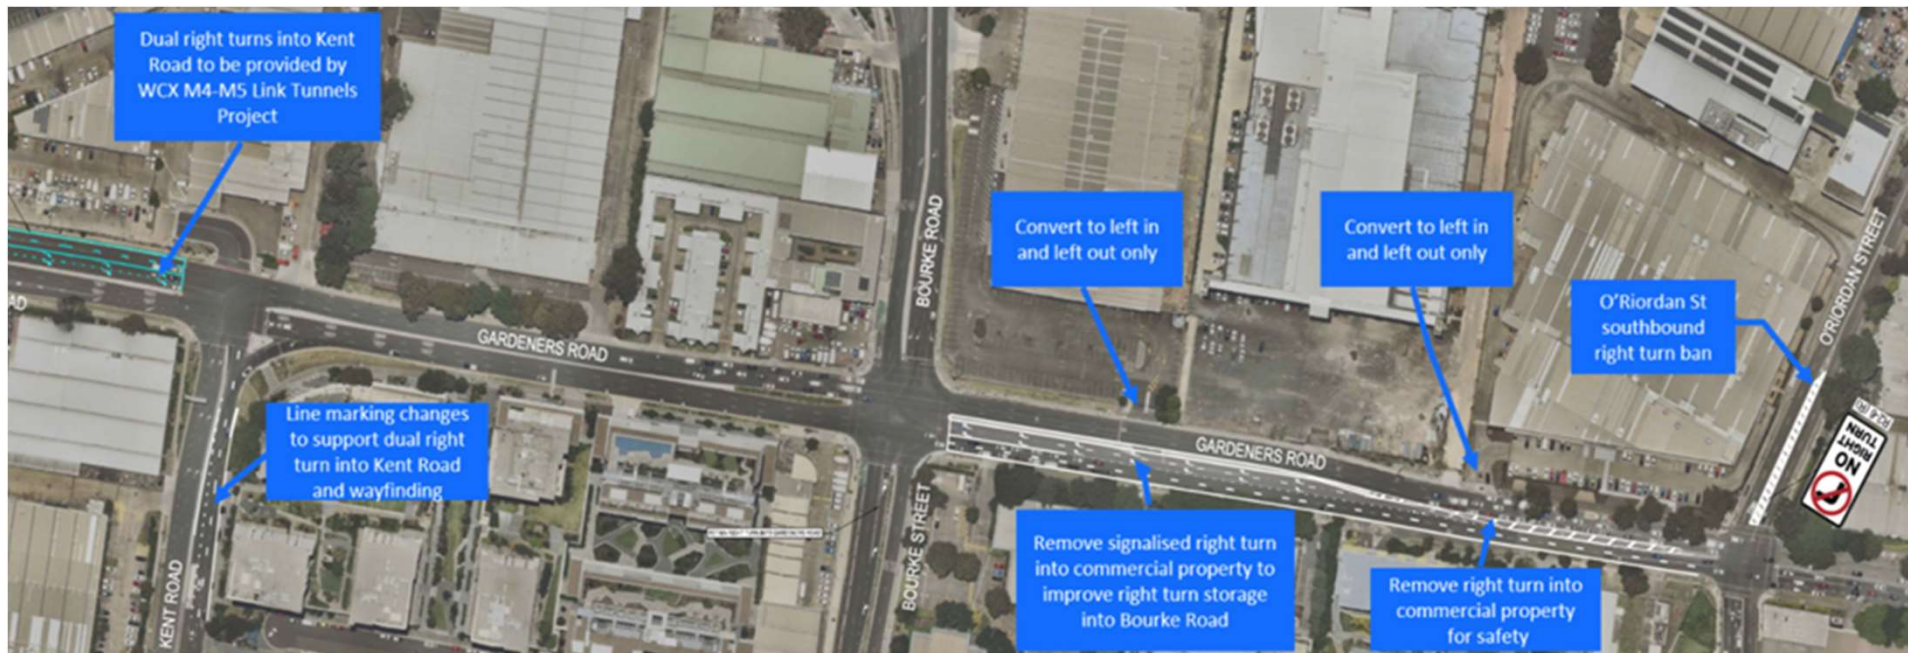 Dual right turns into Kent
Road to be provided by
WCX M4-M5 Link Tunnels
Project
Convert to left in
and left out only
Convert to left in
and left out only
O'Riordan St
southbound
right turn ban
O'RIORDAN STREET
BOURKE ROAD
GARDENERS ROAD
GARDENERS ROAD
AD
R3-6 (R)
NO
RIGHT
TURN
Line marking changes
to support dual right
turn into Kent Road
and wayfinding
KENT ROAD
BOURKE STREET
Remove signalised right turn
into commercial property to
improve right turn storage
into Bourke Road
Remove right turn into
commercial property
for safety